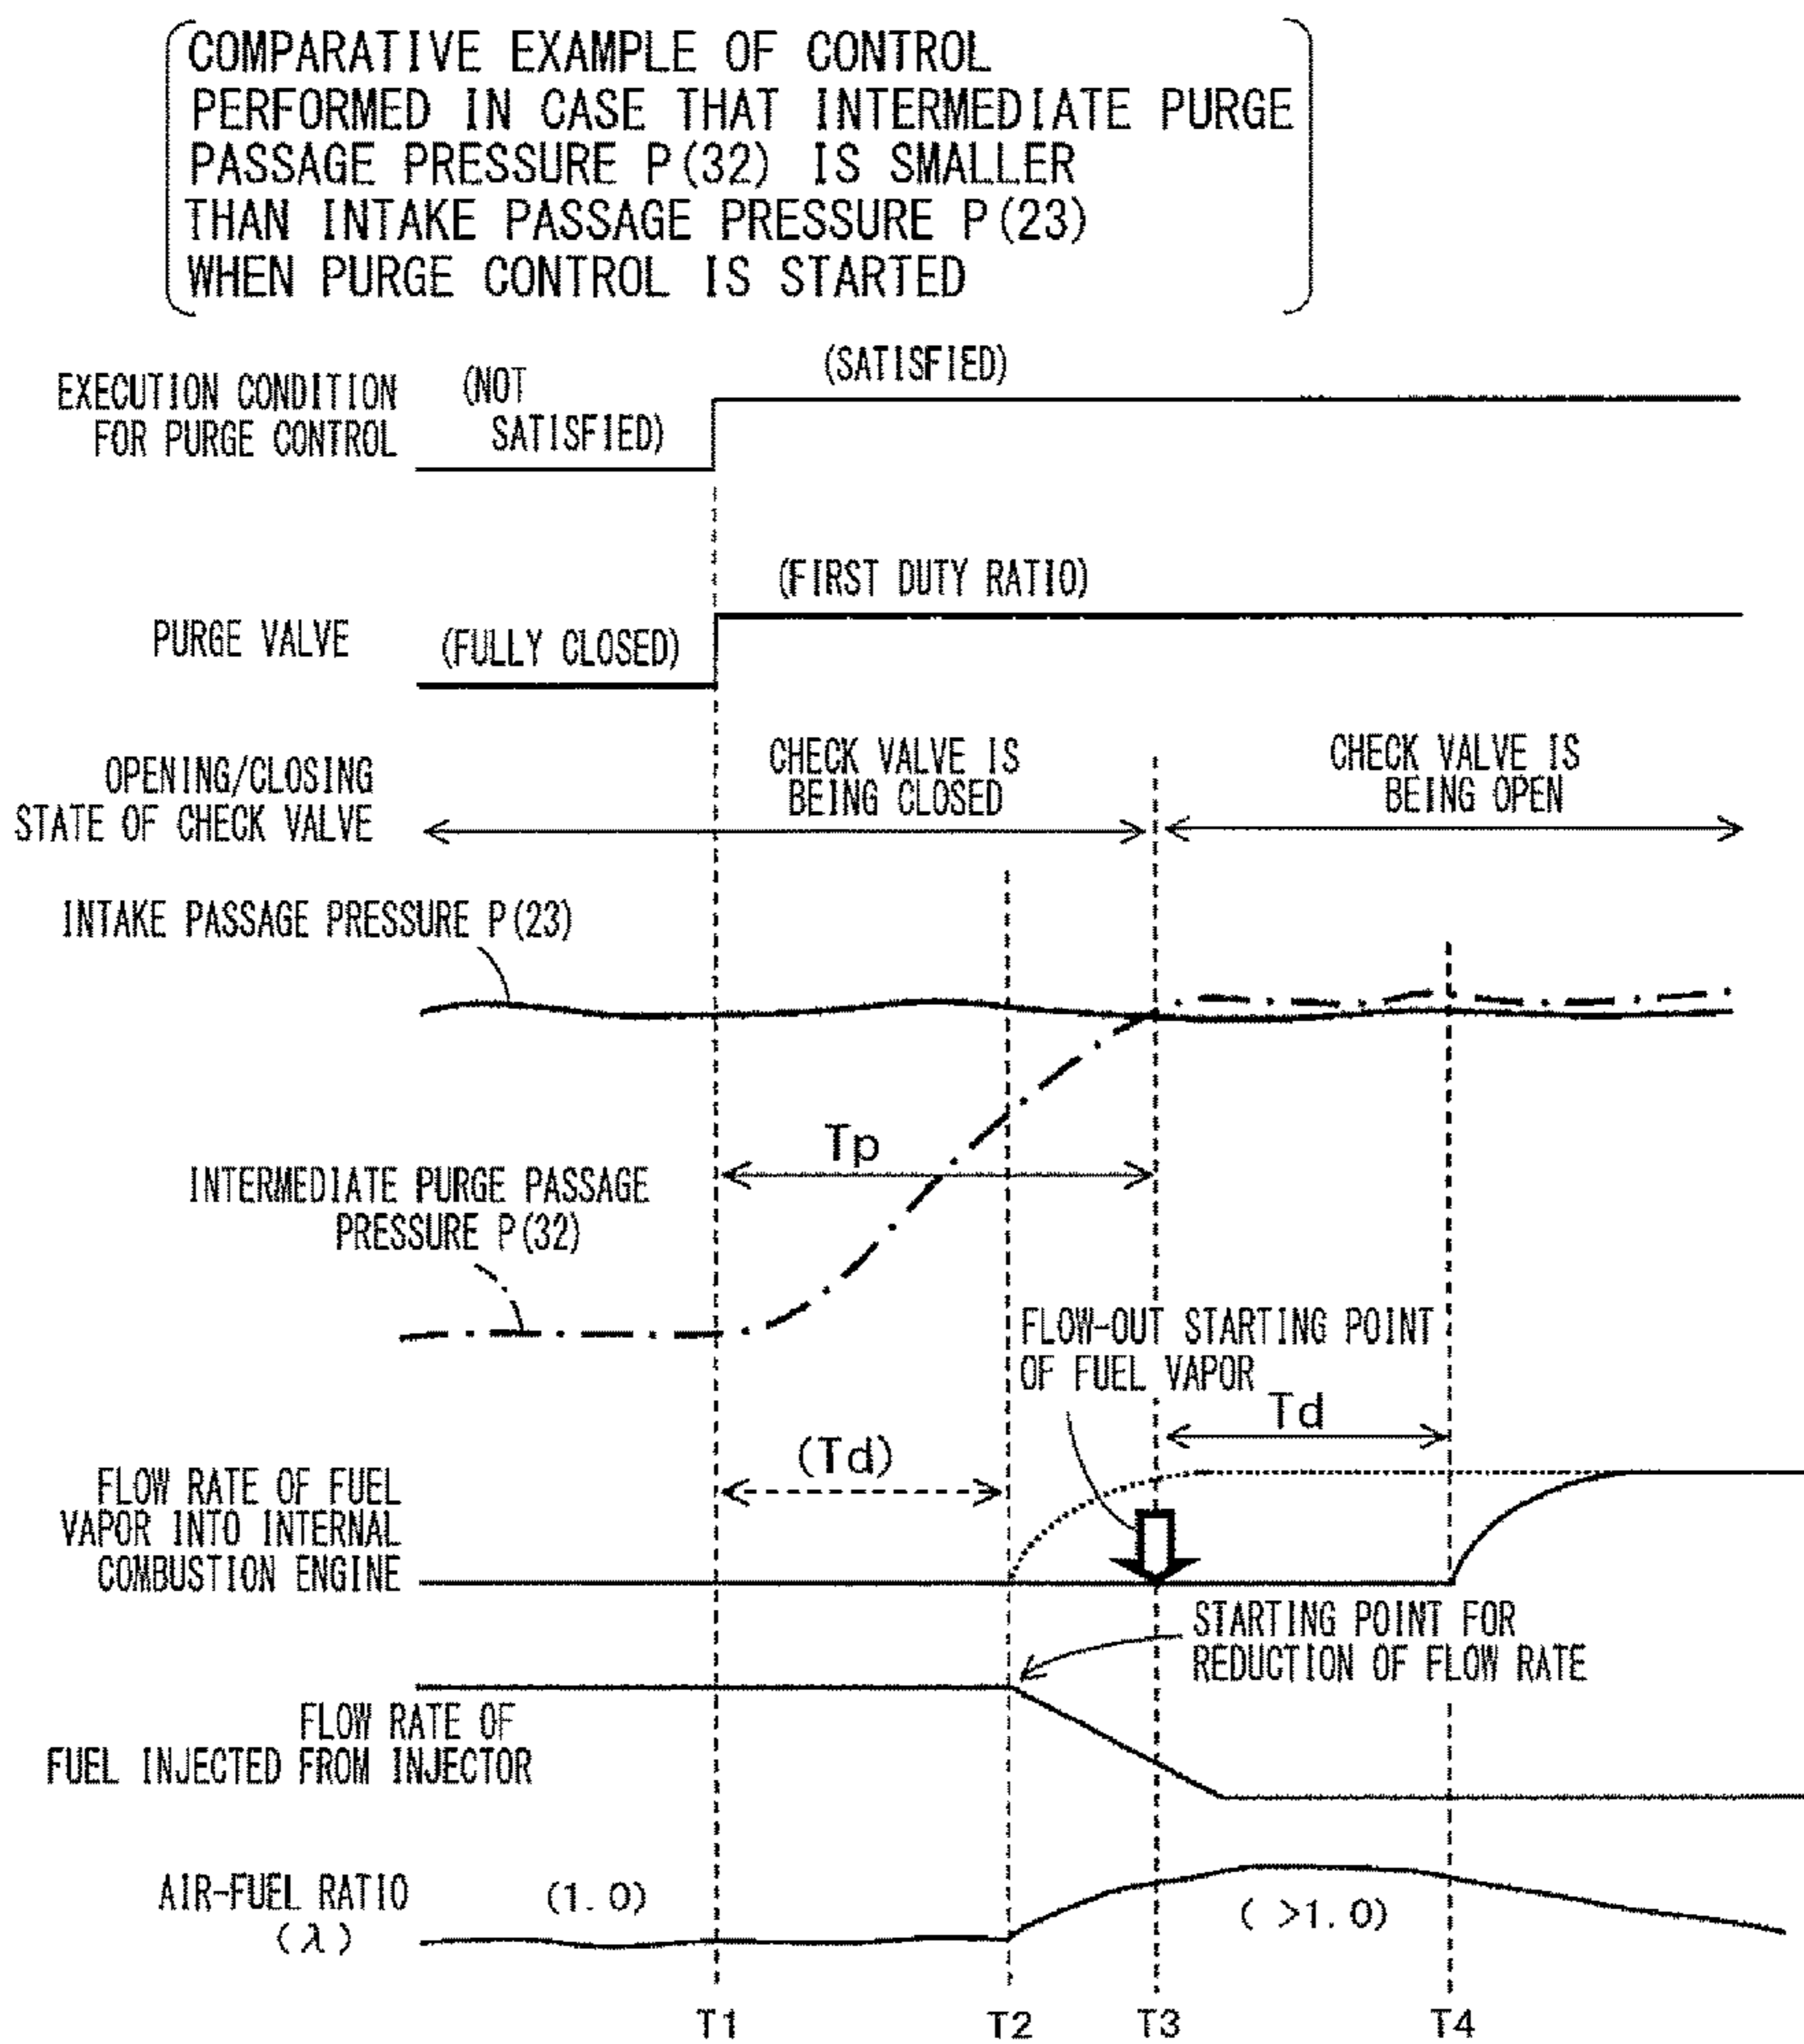 COMPARATIVE EXAMPLE OF CONTROL
PERFORMED IN CASE THAT INTERMEDIATE PURGE
PASSAGE PRESSURE P(32) IS SMALLER
THAN INTAKE PASSAGE PRESSURE P(23)
WHEN PURGE CONTROL IS STARTED
EXECUTION CONDITION
FOR PURGE CONTROL
(NOT
SATISFIED)
(SATISFIED)
PURGE VALVE
(FULLY CLOSED)
(FIRST DUTY RATIO)
OPENING/CLOSING
STATE OF CHECK VALVE
CHECK VALVE IS
BEING CLOSED
CHECK VALVE IS
BEING OPEN
INTAKE PASSAGE PRESSURE P(23)
Tp
INTERMEDIATE PURGE PASSAGE
PRESSURE P(32)
FLOW-OUT STARTING POINT
OF FUEL VAPOR
Td
(Td)
FLOW RATE OF FUEL
VAPOR INTO INTERNAL
COMBUSTION ENGINE
STARTING POINT FOR
REDUCTION OF FLOW RATE
FLOW RATE OF
FUEL INJECTED FROM INJECTOR
AIR-FUEL RATIO
(λ)
(1.0)
( >1.0)
T1
T2
T3
T4